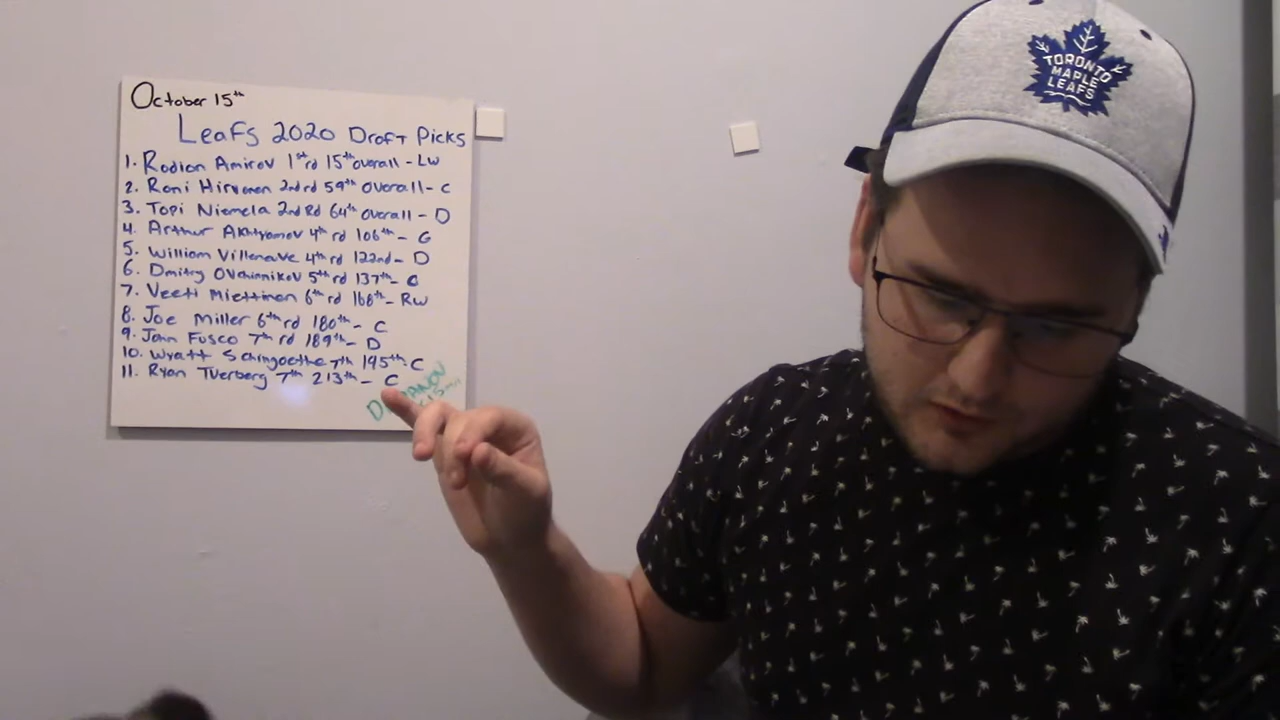 October 15th
Leafs 2020 Draft Picks
1. Rodion Amirov 1st rd 15th overall - LW
2. Roni Hirvonen 2nd rd 59th overall - C
3. Topi Niemela 2nd Rd 64th overall - D
4. Arthur Akhtyamov 4th rd 106th - G
5. William Villeneuve 4th rd 122nd - D
6. Dmitry Ovchinnikov 5th rd 137th - C
7. Veeti Miettinen 6th rd 168th - RW
8. Joe Miller 6th rd 180th - C
9. John Fusco 7th rd 189th - D
10. Wyatt Schingoethe 7th 195th - C
11. Ryan Tverberg 7th 213th - C
TORONTO
MAPLE
LEAFS